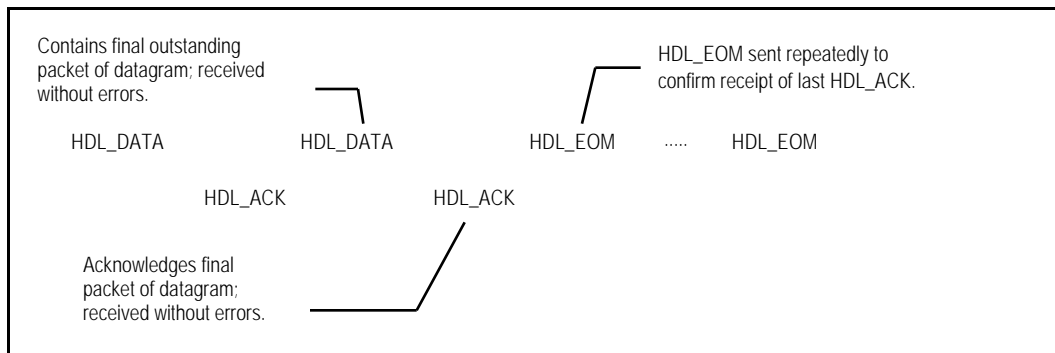 Contains final outstanding
packet of datagram; received
without errors.
HDL_EOM sent repeatedly to
confirm receipt of last HDL_ACK.
HDL_DATA HDL_DATA HDL_EOM ..... HDL_EOM
HDL_ACK HDL_ACK
Acknowledges final
packet of datagram;
received without errors.